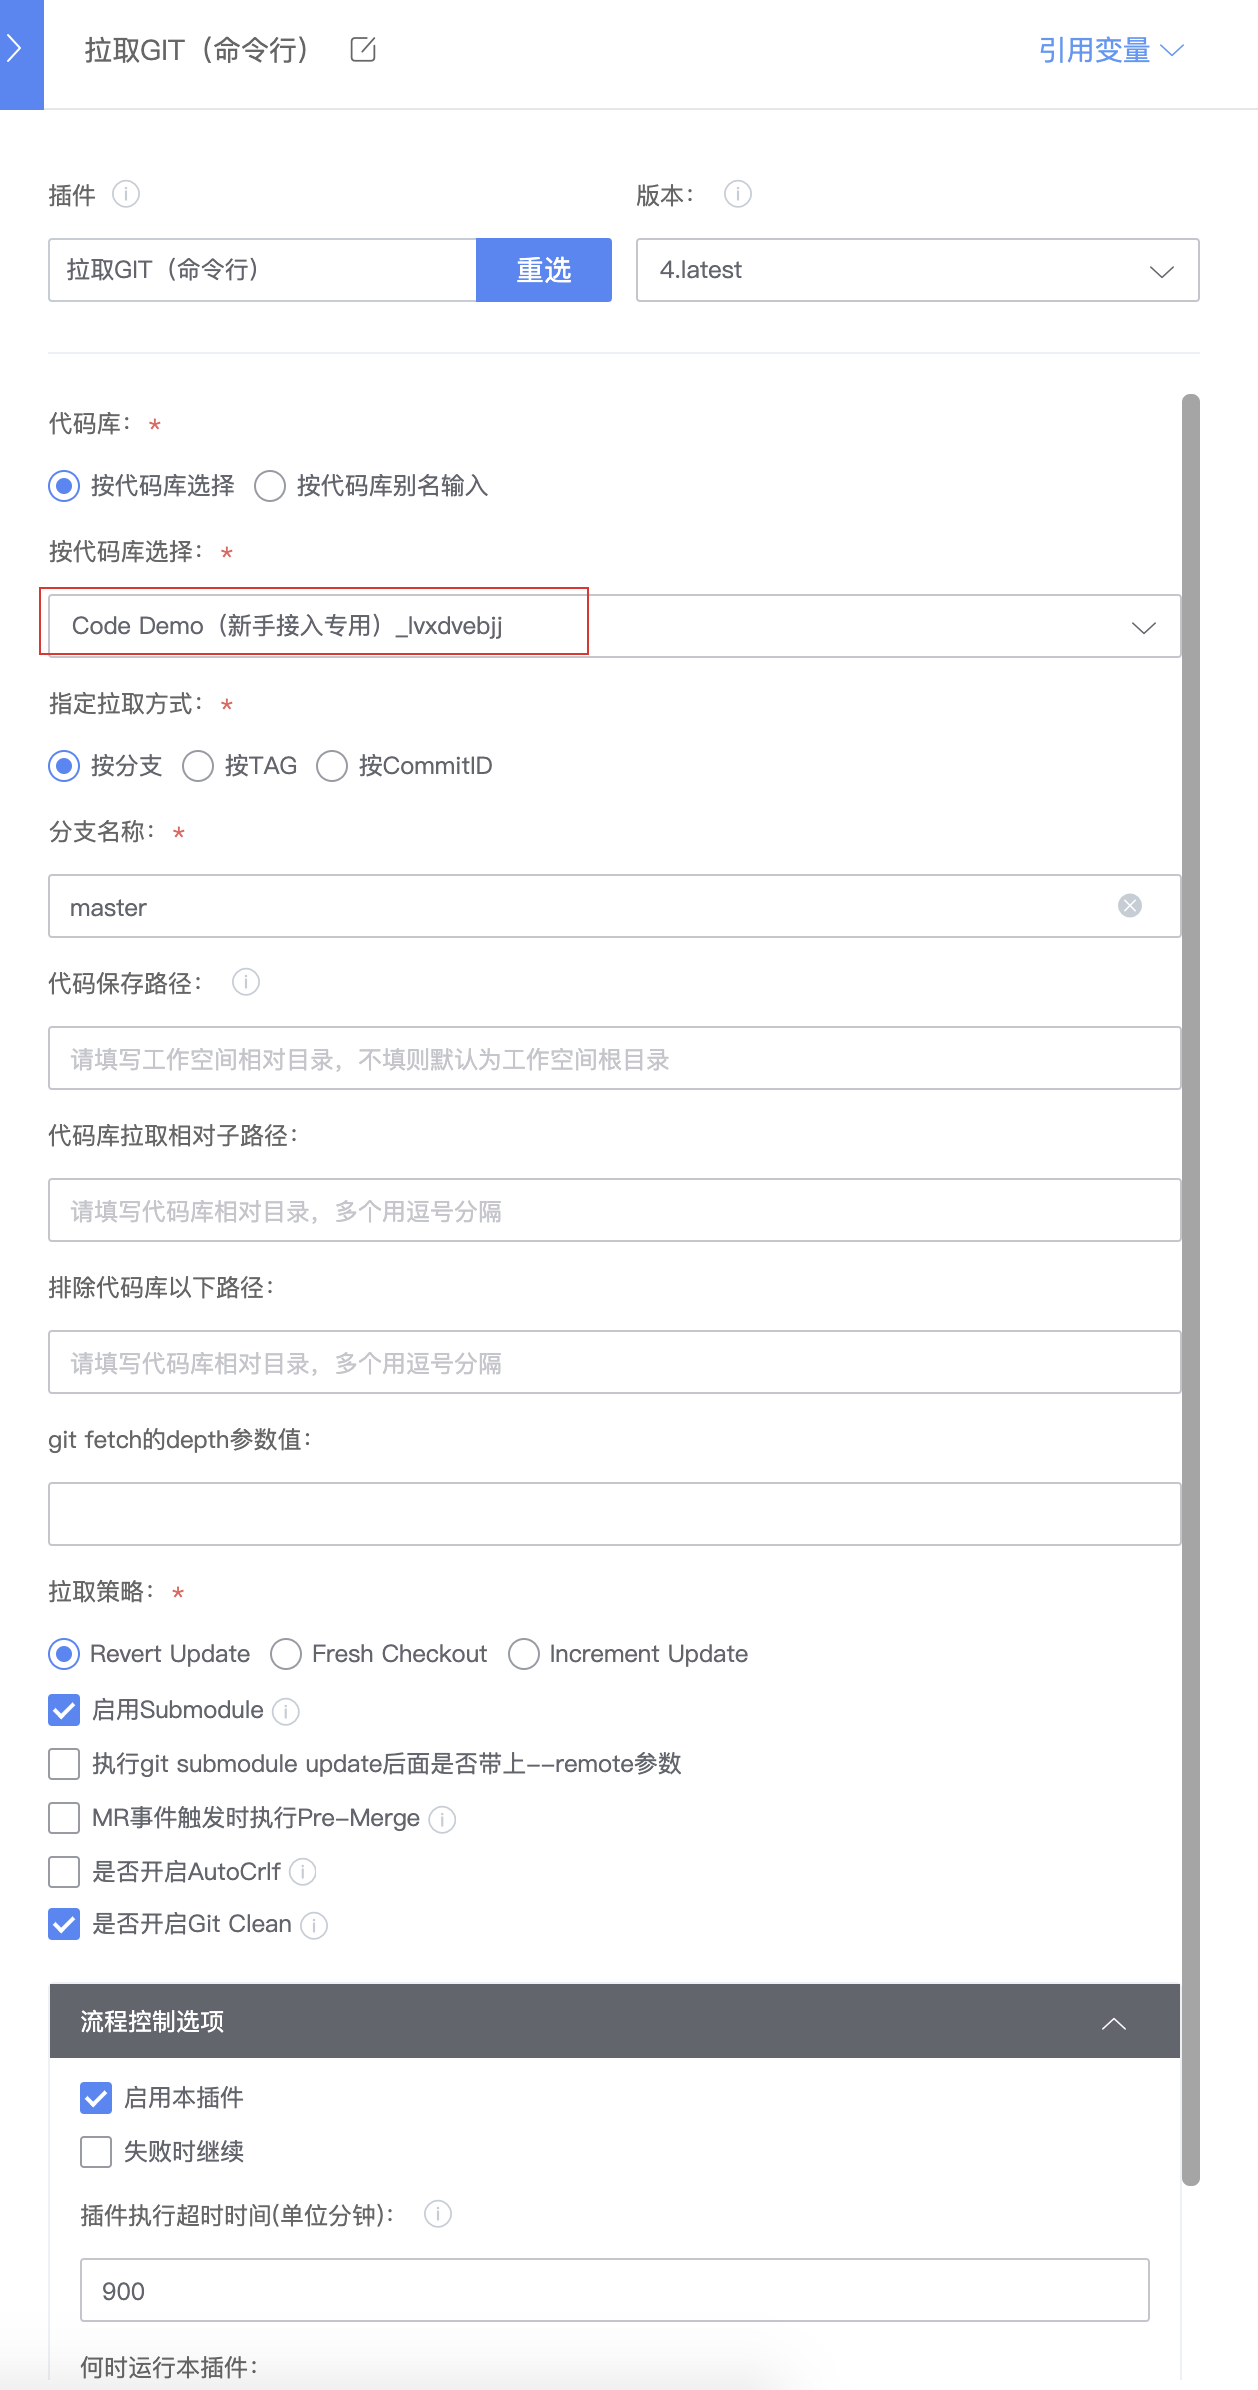 拉取GIT（命令行） 引用变量
插件 版本：
拉取GIT（命令行） 重选 4.latest
代码库： *
按代码库选择 按代码库别名输入
按代码库选择： *
Code Demo（新手接入专用）_lvxdvebjj
指定拉取方式： *
按分支 按TAG 按CommitID
分支名称： *
master
代码保存路径：
请填写工作空间相对目录，不填则默认为工作空间根目录
代码库拉取相对子路径：
请填写代码库相对目录，多个用逗号分隔
排除代码库以下路径：
请填写代码库相对目录，多个用逗号分隔
git fetch的depth参数值：
拉取策略： *
Revert Update Fresh Checkout Increment Update
启用Submodule
执行git submodule update后面是否带上--remote参数
MR事件触发时执行Pre-Merge
是否开启AutoCrlf
是否开启Git Clean
流程控制选项
启用本插件
失败时继续
插件执行超时时间(单位分钟)：
900
何时运行本插件：